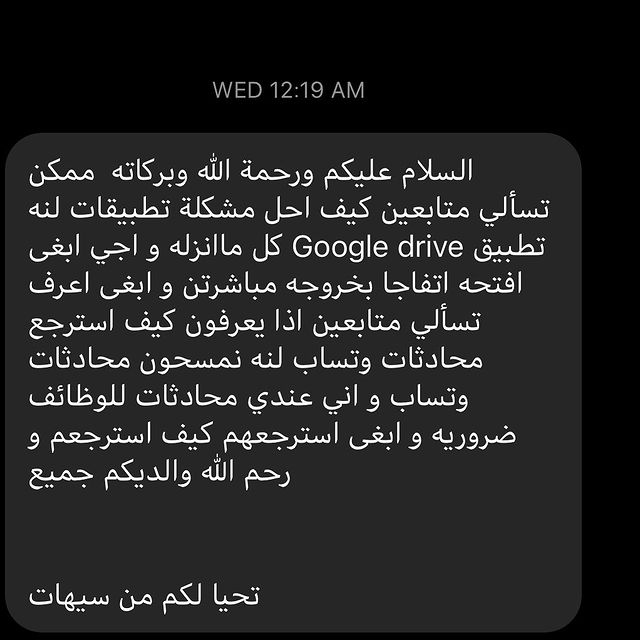 WED 12:19 AM
السلام عليكم ورحمة الله وبركاته ممكن
تسألي متابعين كيف احل مشكلة تطبيقات لنه
تطبيق Google drive كل ماانزله و اجي ابغى
افتحه اتفاجا بخروجه مباشرتن و ابغى اعرف
تسألي متابعين اذا يعرفون كيف استرجع
محادثات وتساب لنه نمسحون محادثات
وتساب و اني عندي محادثات للوظائف
ضروريه و ابغى استرجعهم كيف استرجعم و
رحم الله والديكم جميع
تحيا لكم من سيهات